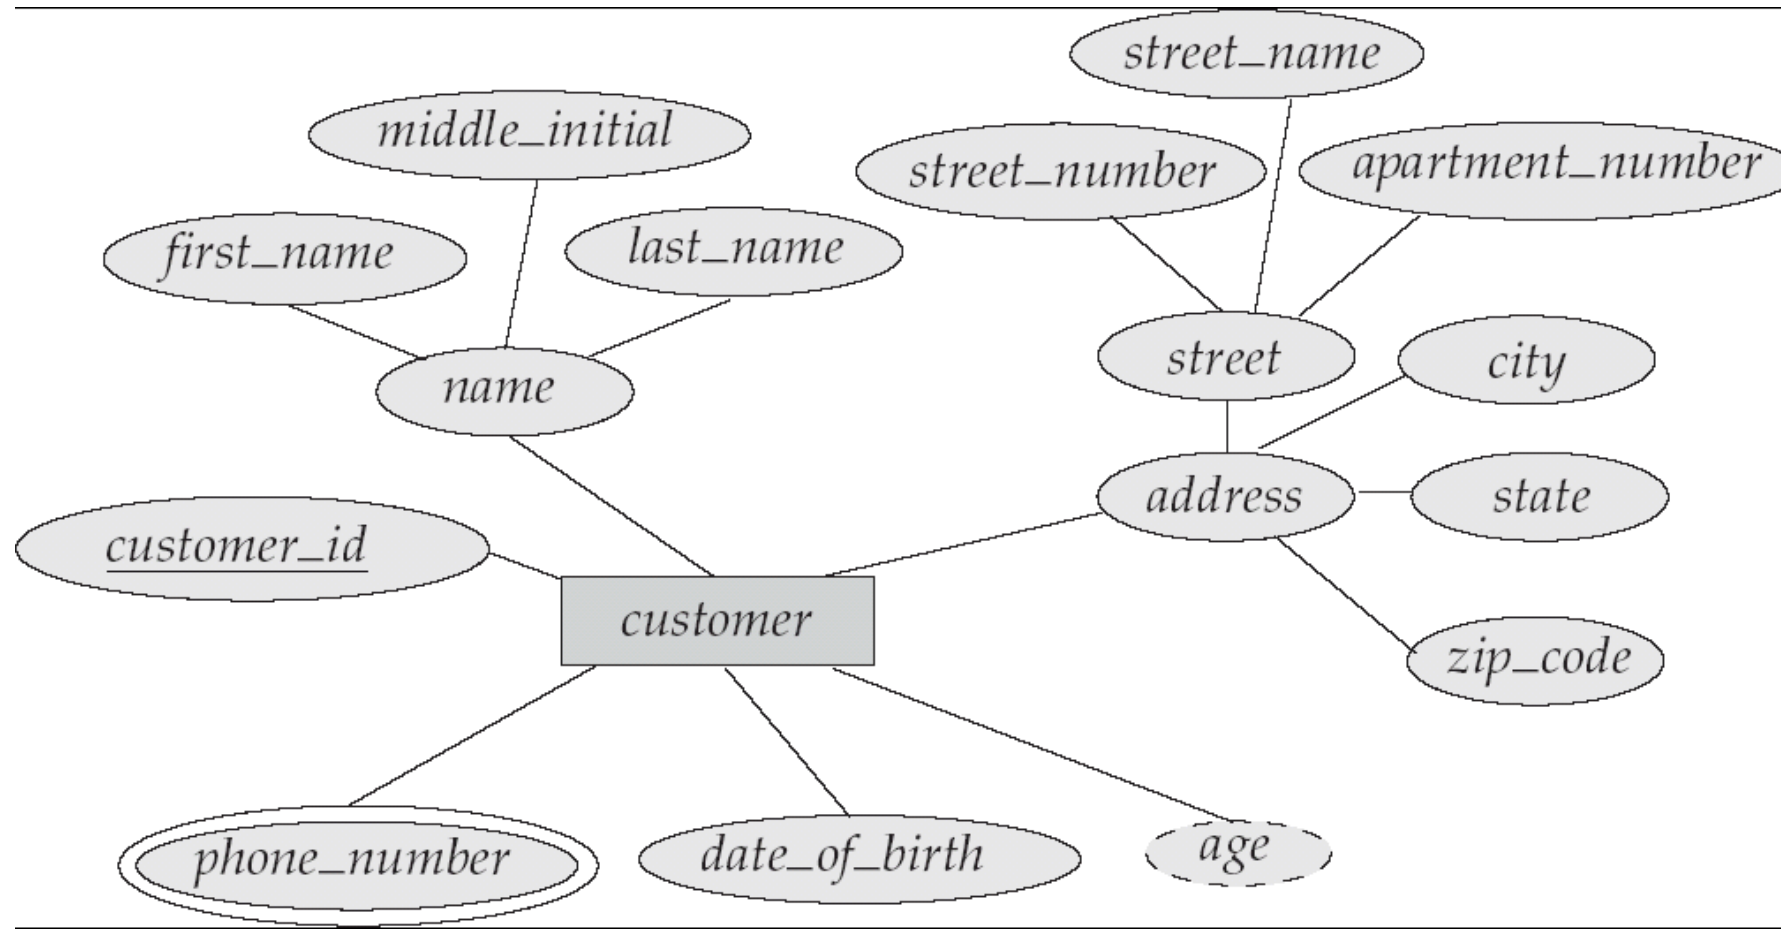 street_name
middle_initial
street_number
apartment_number
first_name
last_name
street
city
name
address
state
customer_id
customer
zip_code
phone_number
date_of_birth
age